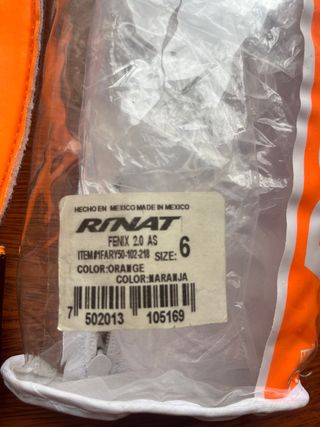 HECHO EN MEXICO MADE IN MEXICO
RINAT
FENIX 2.0 AS
ITEM#1FARY50-102-218 SIZE: 6
COLOR:ORANGE
COLOR:NARANJA
7 502013 105169